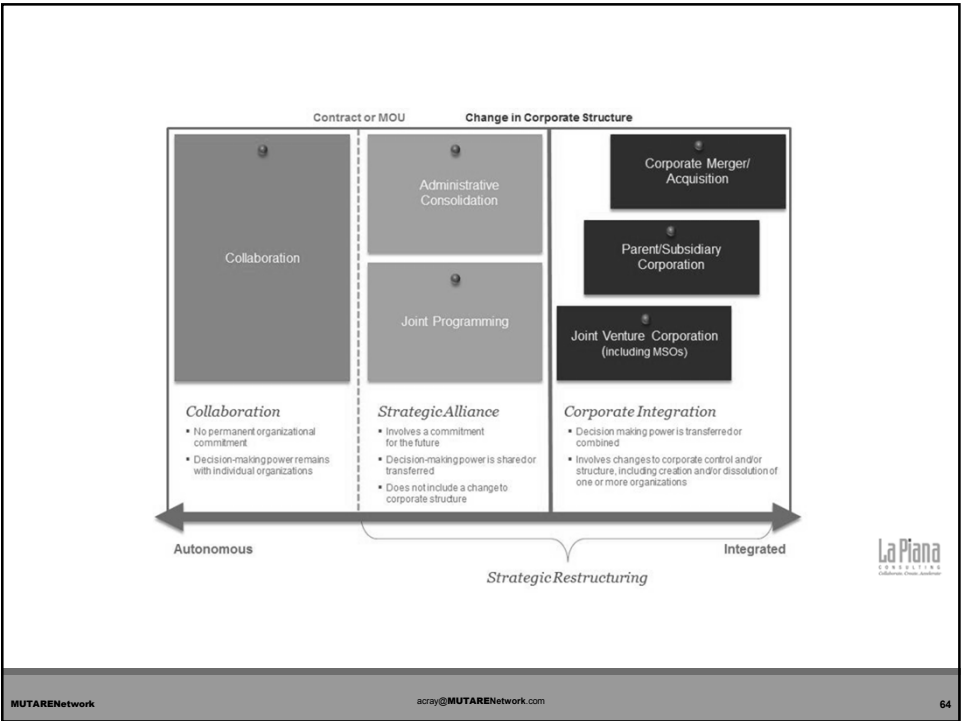 Contract or MOU
Change in Corporate Structure
Collaboration
Administrative
Consolidation
Joint Programming
Corporate Merger/
Acquisition
Parent/Subsidiary
Corporation
Joint Venture Corporation
(including MSOs)
Collaboration
▪ No permanent organizational
commitment
▪ Decision-making power remains
with individual organizations
Strategic Alliance
▪ Involves a commitment
for the future
▪ Decision-making power is shared or
transferred
▪ Does not include a change to
corporate structure
Corporate Integration
▪ Decision making power is transferred or
combined
▪ Involves changes to corporate control and/or
structure, including creation and/or dissolution of
one or more organizations
Autonomous
Integrated
Strategic Restructuring
La Piana
CONSULTING
Collaborate. Create. Accelerate
MUTARENetwork
acray@MUTARENetwork.com
64